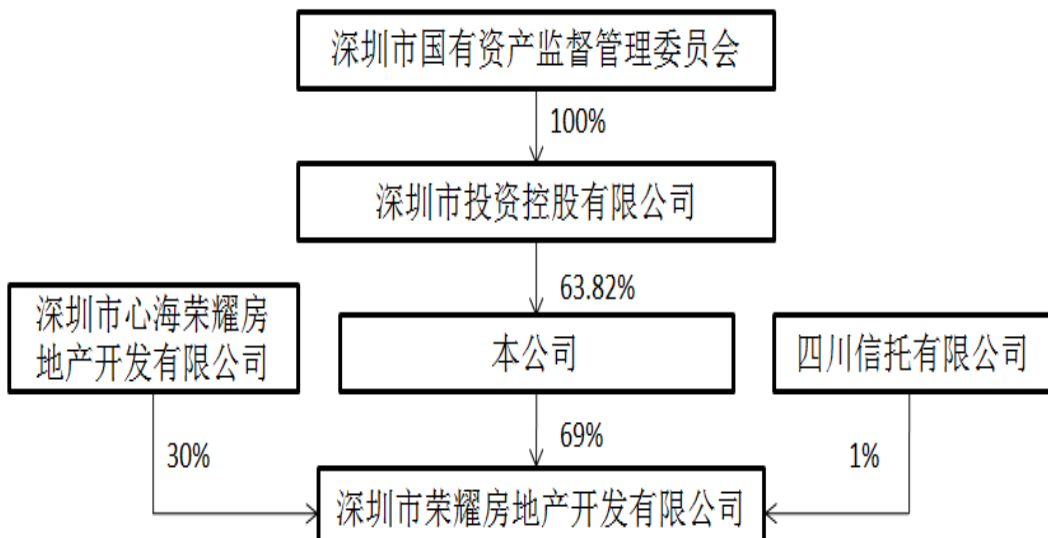 深圳市国有资产监督管理委员会
100%
深圳市投资控股有限公司
63.82%
深圳市心海荣耀房
地产开发有限公司
本公司
四川信托有限公司
30%
69%
1%
深圳市荣耀房地产开发有限公司